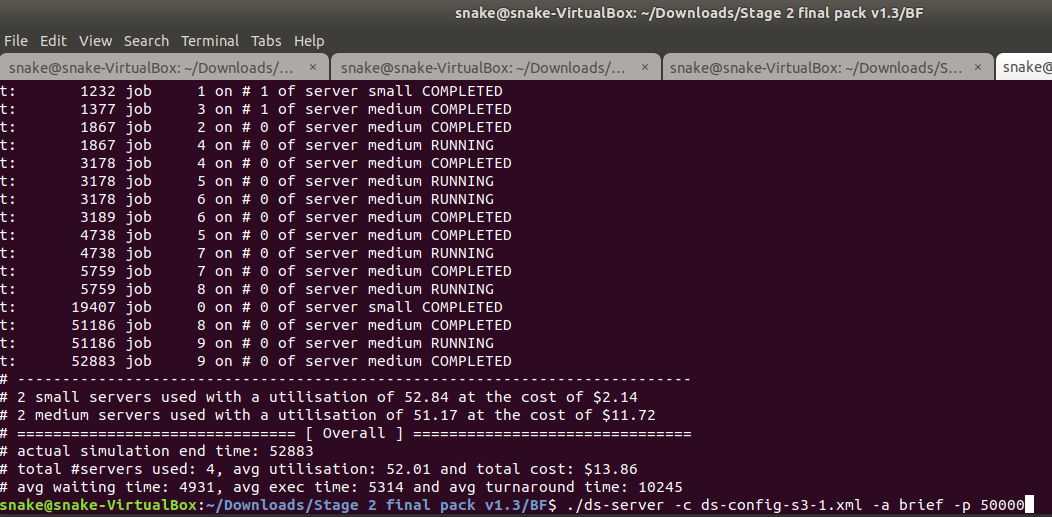 snake@snake-VirtualBox: ~/Downloads/Stage 2 final pack v1.3/BF
File Edit View Search Terminal Tabs Help
snake@snake-VirtualBox: ~/Downloads/... × snake@snake-VirtualBox: ~/Downloads/... × snake@snake-VirtualBox: ~/Downloads/S... × snake@
t: 1232 job 1 on # 1 of server small COMPLETED
t: 1377 job 3 on # 1 of server medium COMPLETED
t: 1867 job 2 on # 0 of server medium COMPLETED
t: 1867 job 4 on # 0 of server medium RUNNING
t: 3178 job 4 on # 0 of server medium COMPLETED
t: 3178 job 5 on # 0 of server medium RUNNING
t: 3178 job 6 on # 0 of server medium RUNNING
t: 3189 job 6 on # 0 of server medium COMPLETED
t: 4738 job 5 on # 0 of server medium COMPLETED
t: 4738 job 7 on # 0 of server medium RUNNING
t: 5759 job 7 on # 0 of server medium COMPLETED
t: 5759 job 8 on # 0 of server medium RUNNING
t: 19407 job 0 on # 0 of server small COMPLETED
t: 51186 job 8 on # 0 of server medium COMPLETED
t: 51186 job 9 on # 0 of server medium RUNNING
t: 52883 job 9 on # 0 of server medium COMPLETED
# ---------------------------------------------------------------------------
# 2 small servers used with a utilisation of 52.84 at the cost of $2.14
# 2 medium servers used with a utilisation of 51.17 at the cost of $11.72
# =============================== [ Overall ] ===============================
# actual simulation end time: 52883
# total #servers used: 4, avg utilisation: 52.01 and total cost: $13.86
# avg waiting time: 4931, avg exec time: 5314 and avg turnaround time: 10245
snake@snake-VirtualBox:~/Downloads/Stage 2 final pack v1.3/BF$ ./ds-server -c ds-config-s3-1.xml -a brief -p 50000